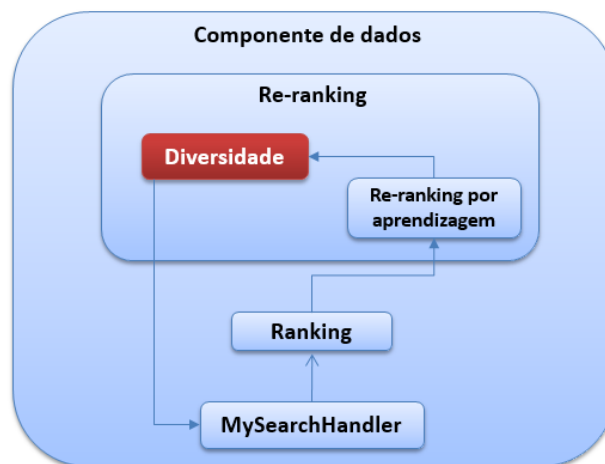 Componente de dados
Re-ranking
Diversidade
Re-ranking por
aprendizagem
Ranking
MySearchHandler